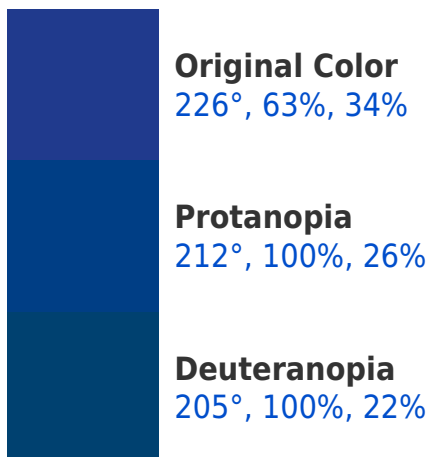 Original Color
226°, 63%, 34%
Protanopia
212°, 100%, 26%
Deuteranopia
205°, 100%, 22%